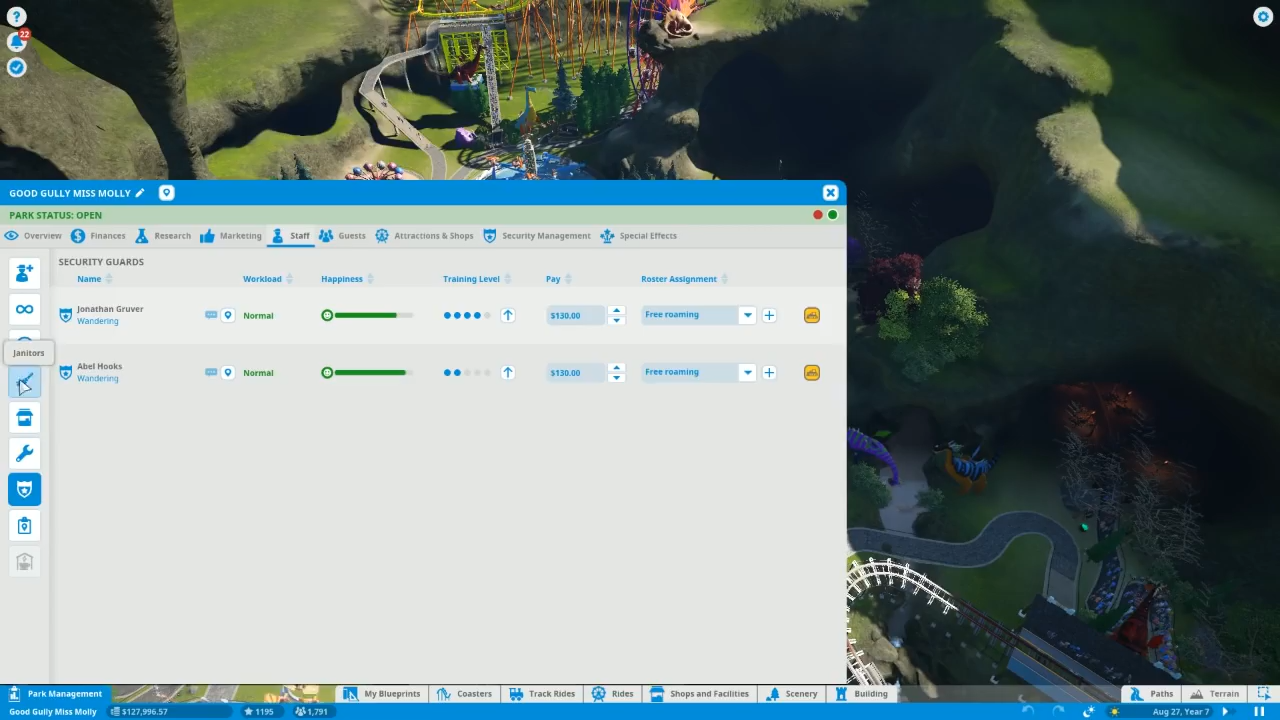 22
GOOD GULLY MISS MOLLY
PARK STATUS: OPEN
Overview Finances Research Marketing Staff Guests Attractions & Shops Security Management Special Effects
SECURITY GUARDS
Name Workload Happiness Training Level Pay Roster Assignment
Jonathan Gruver
Wandering
Normal
$130.00
Free roaming
Janitors
Abel Hooks
Wandering
Normal
$130.00
Free roaming
Park Management My Blueprints Coasters Track Rides Rides Shops and Facilities Scenery Building Paths Terrain
Good Gully Miss Molly $127,996.57 1195 1,791 Aug 27, Year 7